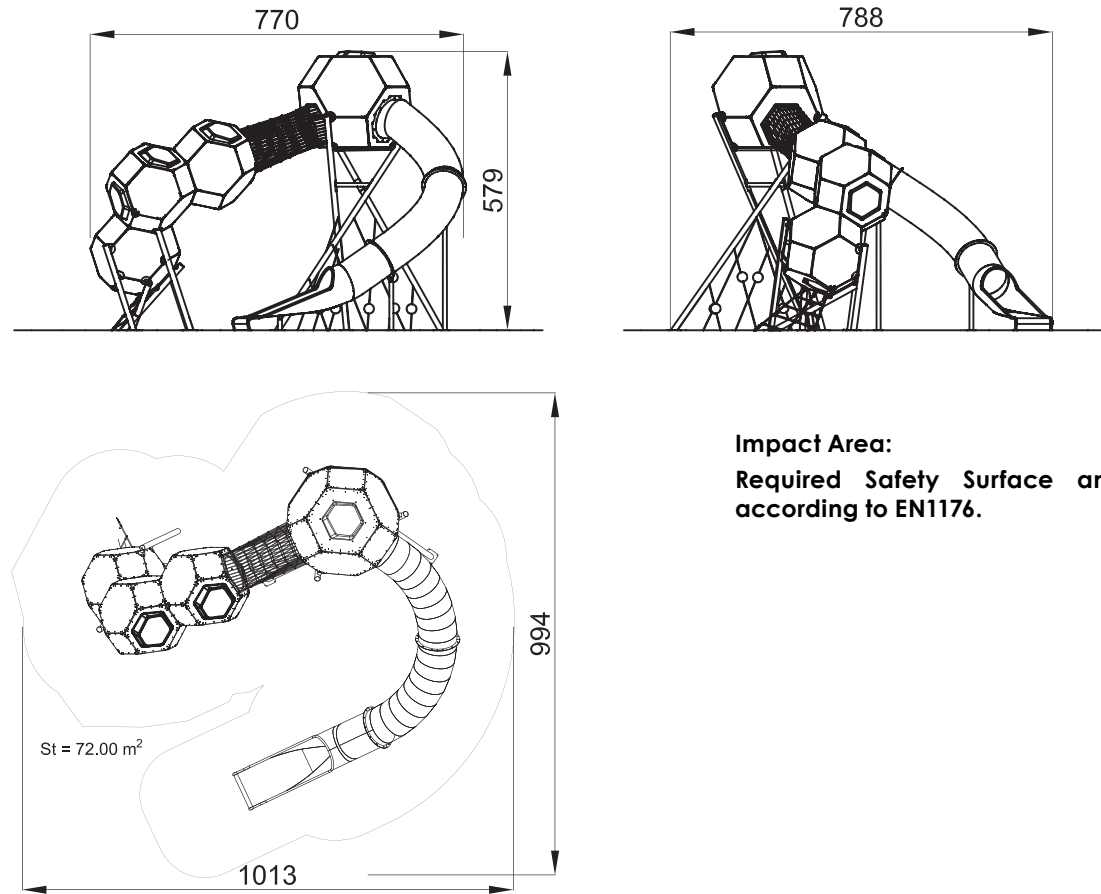 770
788
579
Impact Area:
Required Safety Surface
according to EN1176.
994
St = 72.00 m²
1013